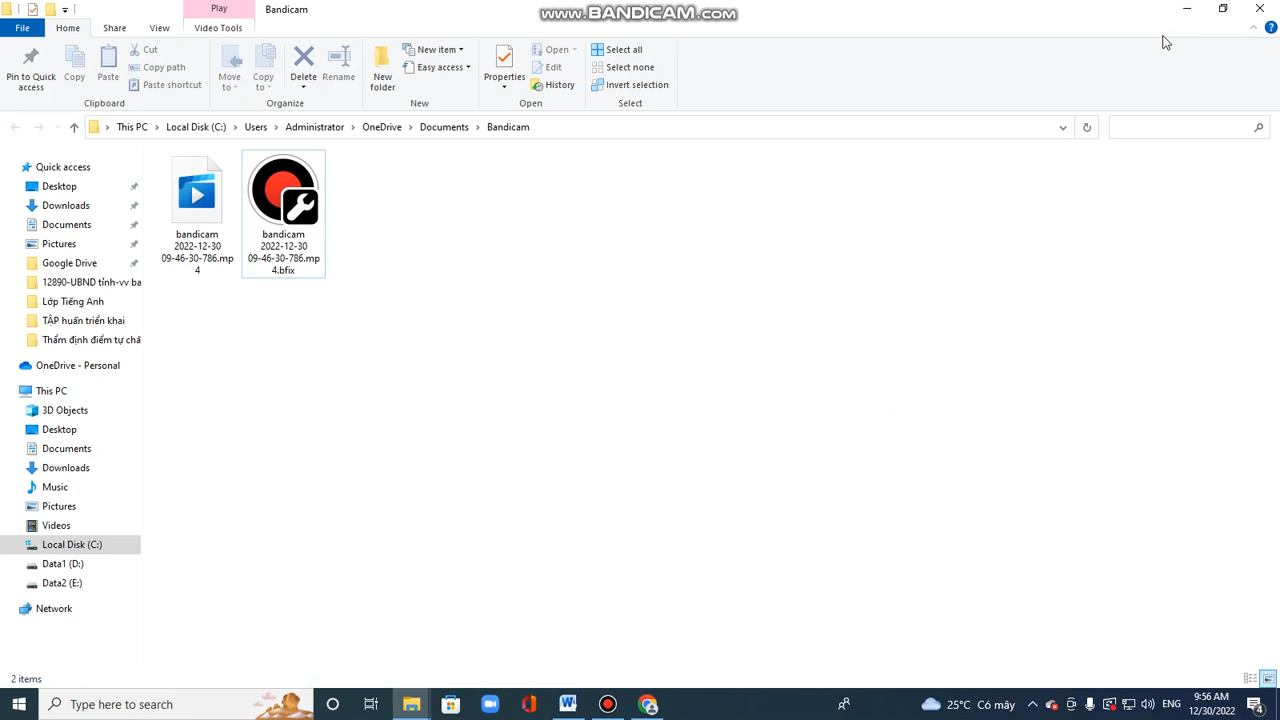 Play
Bandicam
www.BANDICAM.com
File
Home
Share
View
Video Tools
Pin to Quick access
Copy
Paste
Cut
Copy path
Paste shortcut
Clipboard
Move to
Copy to
Delete
Rename
Organize
New folder
New item
Easy access
New
Properties
Open
Edit
History
Open
Select all
Select none
Invert selection
Select
This PC
Local Disk (C:)
Users
Administrator
OneDrive
Documents
Bandicam
Quick access
Desktop
Downloads
Documents
Pictures
Google Drive
12890-UBND tỉnh-vv ba
Lớp Tiếng Anh
TẬP huấn triển khai
Thẩm định điểm tự chấ
OneDrive - Personal
This PC
3D Objects
Desktop
Documents
Downloads
Music
Pictures
Videos
Local Disk (C:)
Data1 (D:)
Data2 (E:)
Network
bandicam
2022-12-30
09-46-30-786.mp
4
bandicam
2022-12-30
09-46-30-786.mp
4.bfix
2 items
Type here to search
25°C Có mây
ENG
9:56 AM
12/30/2022
4